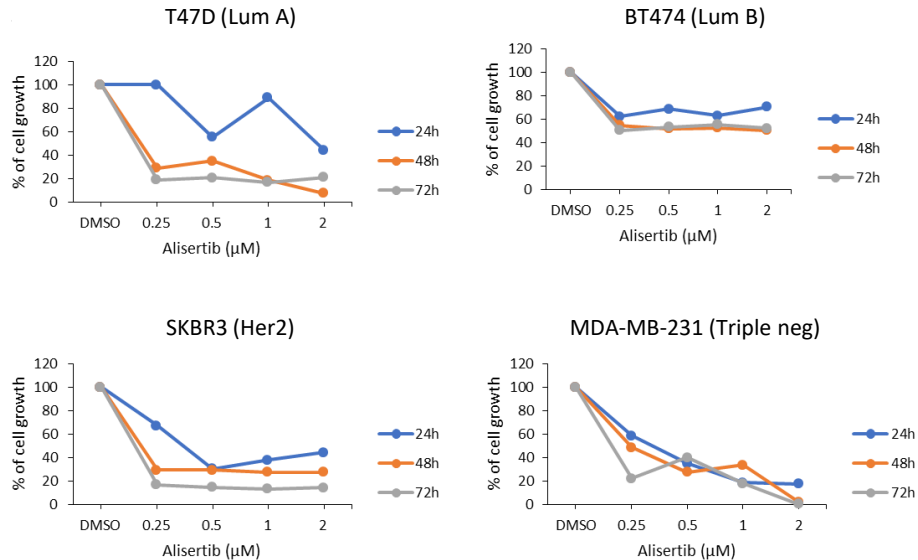 T47D (Lum A)
% of cell growth
120
100
80
60
40
20
0
DMSO 0.25 0.5 1 2
Alisertib (µM)
24h
48h
72h
BT474 (Lum B)
% of cell growth
120
100
80
60
40
20
0
DMSO 0.25 0.5 1 2
Alisertib (µM)
24h
48h
72h
SKBR3 (Her2)
% of cell growth
120
100
80
60
40
20
0
DMSO 0.25 0.5 1 2
Alisertib (µM)
24h
48h
72h
MDA-MB-231 (Triple neg)
% of cell growth
120
100
80
60
40
20
0
DMSO 0.25 0.5 1 2
Alisertib (µM)
24h
48h
72h